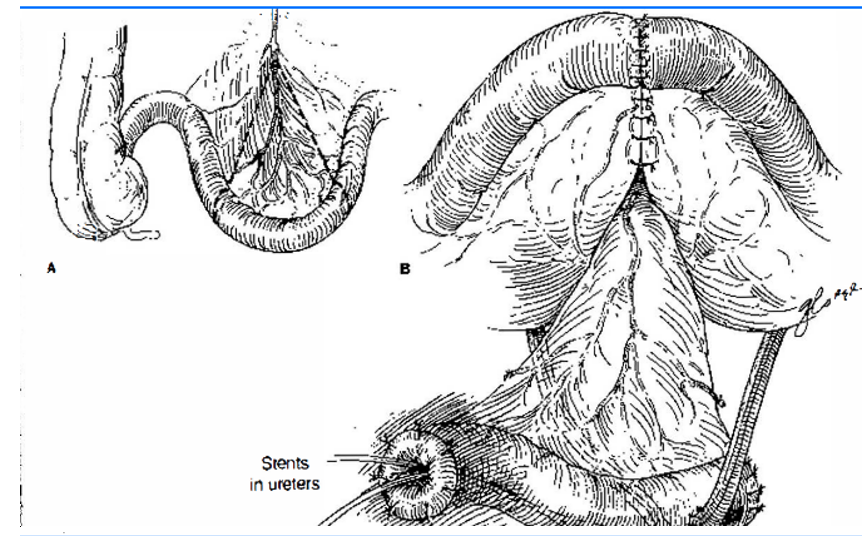 A
B
Stents
in ureters